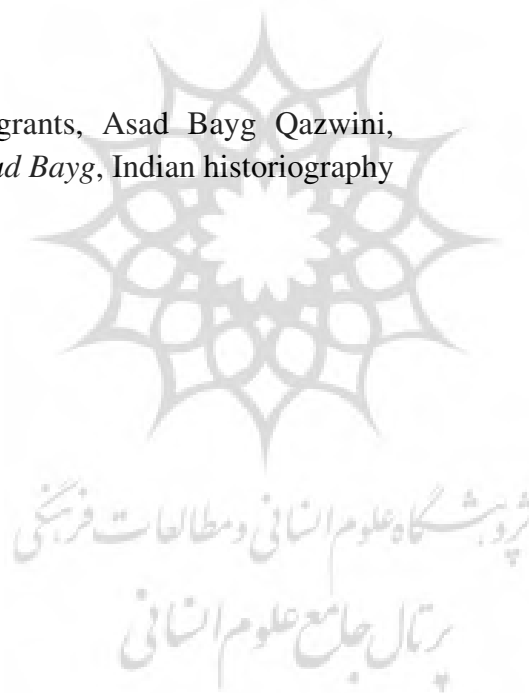 grants, Asad Bayg Qazwini,
ad Bayg, Indian historiography
پژوهشگاه علوم انسانی و مطالعات فرهنگی
پرتال جامع علوم انسانی